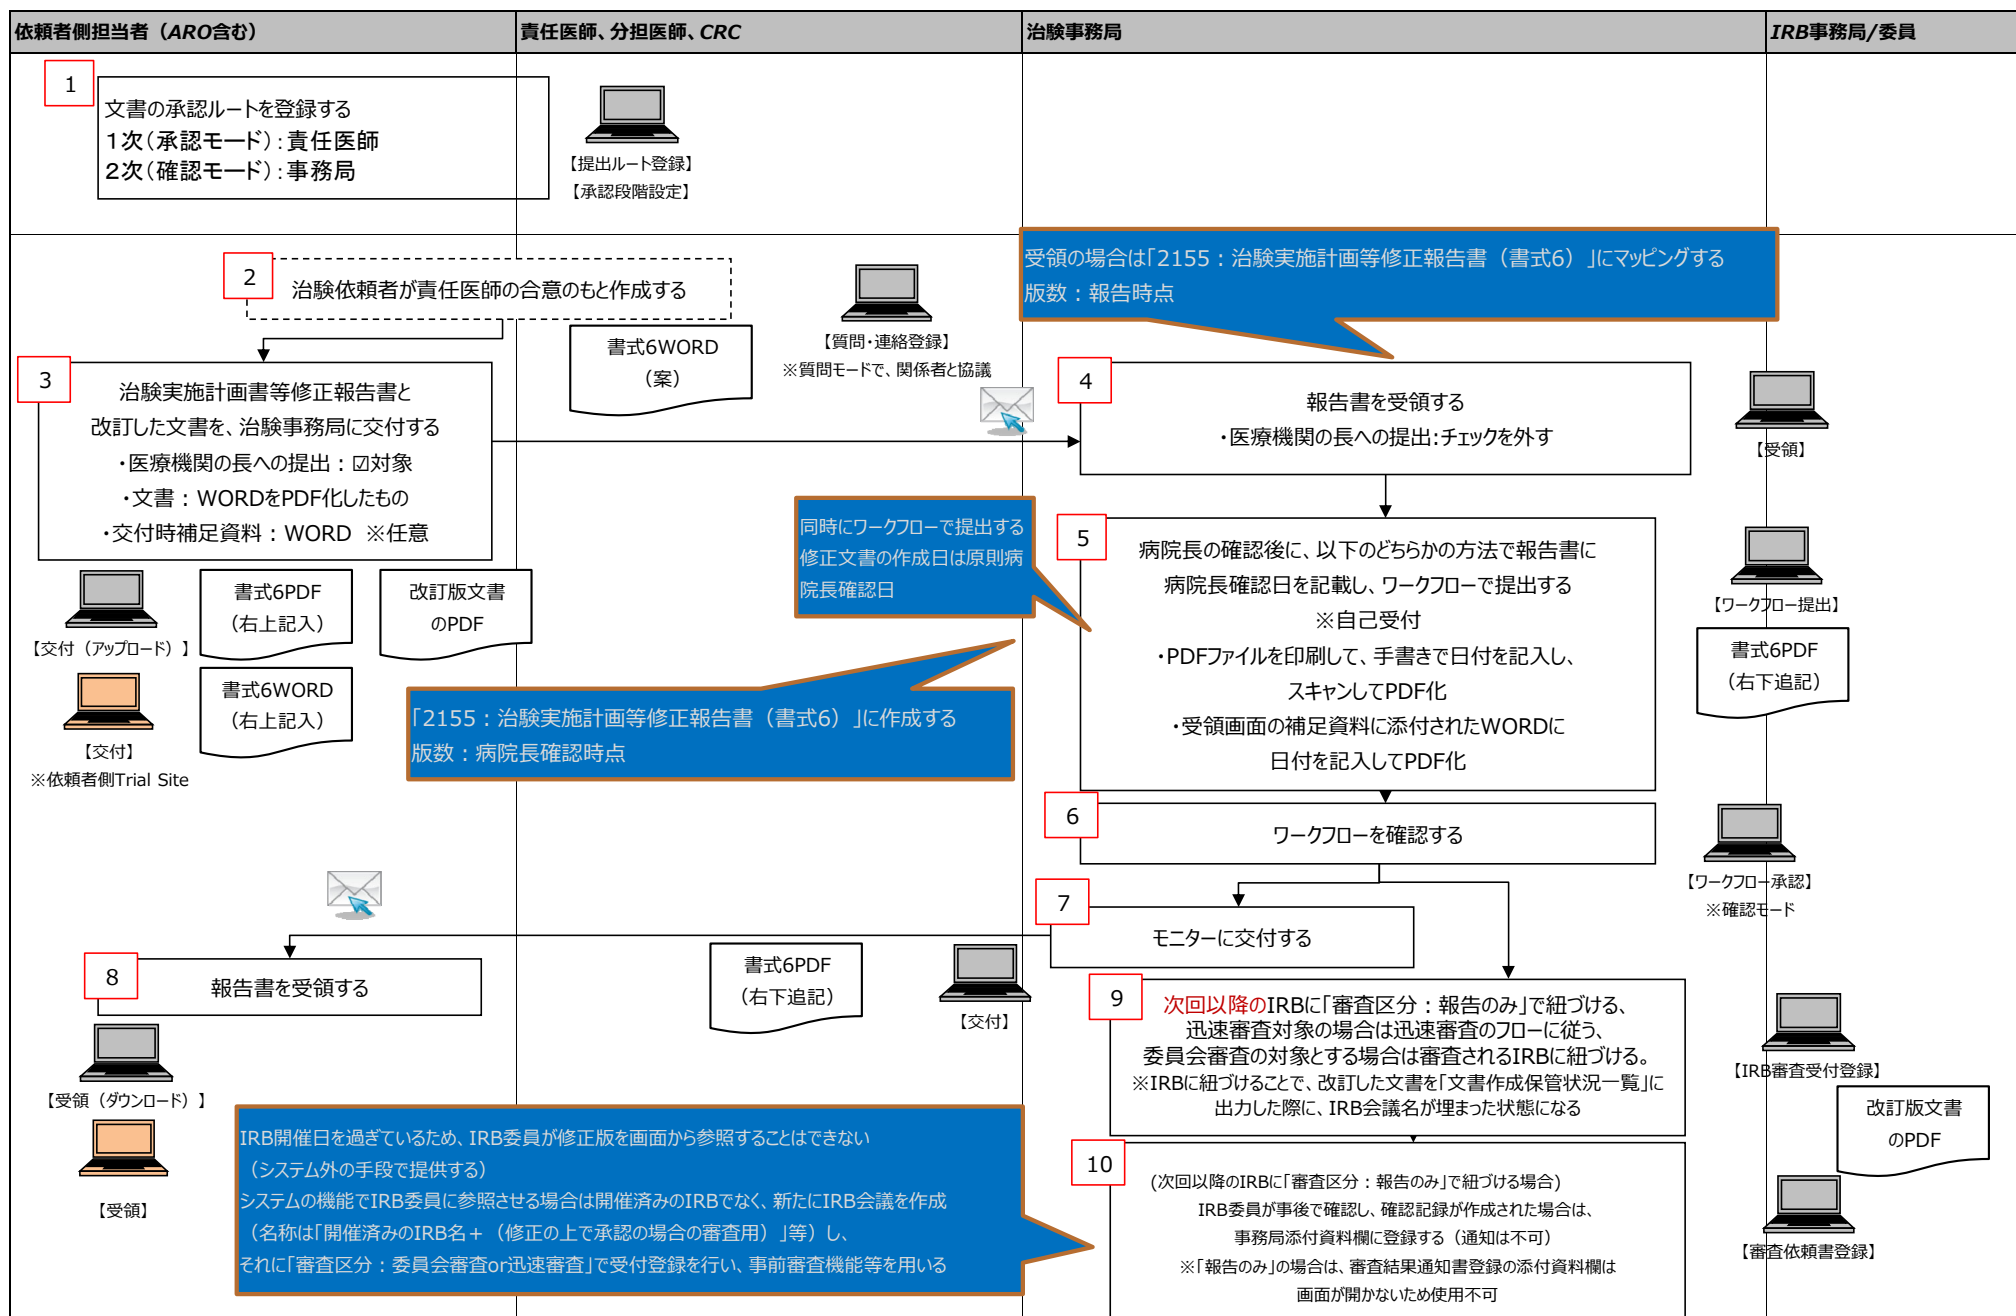 依頼者側担当者（ARO含む）
責任医師、分担医師、CRC
治験事務局
IRB事務局/委員
1
文書の承認ルートを登録する
１次（承認モード）：責任医師
２次（確認モード）：事務局
【提出ルート登録】
【承認段階設定】
2
治験依頼者が責任医師の合意のもと作成する
書式6WORD
（案）
【質問・連絡登録】
※質問モードで、関係者と協議
受領の場合は「2155：治験実施計画等修正報告書（書式6）」にマッピングする
版数：報告時点
3
治験実施計画書等修正報告書と
改訂した文書を、治験事務局に交付する
・医療機関の長への提出：☑対象
・文書：WORDをPDF化したもの
・交付時補足資料：WORD　※任意
4
報告書を受領する
・医療機関の長への提出:チェックを外す
【受領】
【交付（アップロード）】
書式6PDF
（右上記入）
改訂版文書
のPDF
【交付】
※依頼者側Trial Site
書式6WORD
（右上記入）
同時にワークフローで提出する
修正文書の作成日は原則病
院長確認日
「2155：治験実施計画等修正報告書（書式6）」に作成する
版数：病院長確認時点
5
病院長の確認後に、以下のどちらかの方法で報告書に
病院長確認日を記載し、ワークフローで提出する
※自己受付
・PDFファイルを印刷して、手書きで日付を記入し、
スキャンしてPDF化
・受領画面の補足資料に添付されたWORDに
日付を記入してPDF化
【ワークフロー提出】
書式6PDF
（右下追記）
6
ワークフローを確認する
【ワークフロー承認】
※確認モード
7
モニターに交付する
書式6PDF
（右下追記）
【交付】
8
報告書を受領する
【受領（ダウンロード）】
【受領】
9
次回以降のIRBに「審査区分：報告のみ」で紐づける、
迅速審査対象の場合は迅速審査のフローに従う、
委員会審査の対象とする場合は審査されるIRBに紐づける。
※IRBに紐づけることで、改訂した文書を「文書作成保管状況一覧」に
出力した際に、IRB会議名が埋まった状態になる
【IRB審査受付登録】
改訂版文書
のPDF
IRB開催日を過ぎているため、IRB委員が修正版を画面から参照することはできない
（システム外の手段で提供する）
システムの機能でIRB委員に参照させる場合は開催済みのIRBでなく、新たにIRB会議を作成
（名称は「開催済みのIRB名＋（修正の上で承認の場合の審査用）」等）し、
それに「審査区分：委員会審査or迅速審査」で受付登録を行い、事前審査機能等を用いる
10
(次回以降のIRBに「審査区分：報告のみ」で紐づける場合)
IRB委員が事後で確認し、確認記録が作成された場合は、
事務局添付資料欄に登録する（通知は不可）
※「報告のみ」の場合は、審査結果通知書登録の添付資料欄は
画面が開かないため使用不可
【審査依頼書登録】